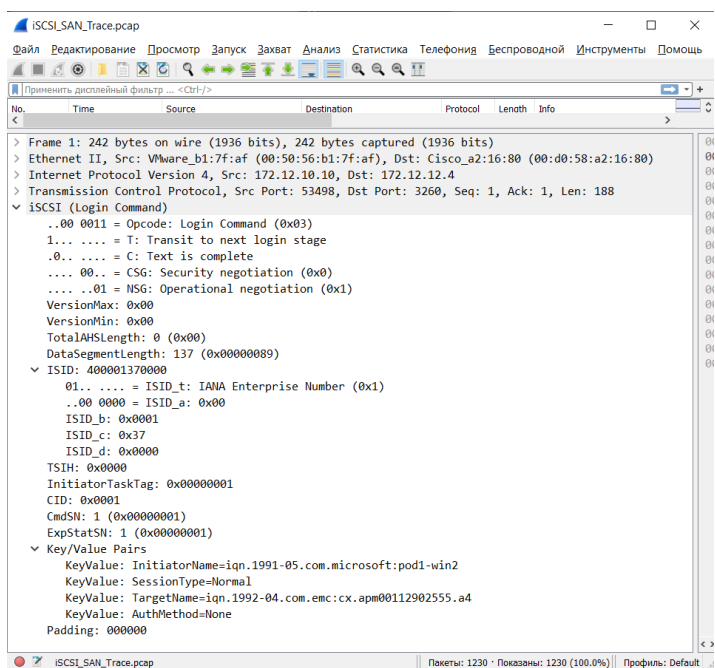 iSCSI_SAN_Trace.pcap
Файл Редактирование Просмотр Запуск Захват Анализ Статистика Телефония Беспроводной Инструменты Помощь
Применить дисплейный фильтр ... <Ctrl-/>
No. Time Source Destination Protocol Length Info
Frame 1: 242 bytes on wire (1936 bits), 242 bytes captured (1936 bits)
Ethernet II, Src: VMware_b1:7f:af (00:50:56:b1:7f:af), Dst: Cisco_a2:16:80 (00:d0:58:a2:16:80)
Internet Protocol Version 4, Src: 172.12.10.10, Dst: 172.12.12.4
Transmission Control Protocol, Src Port: 53498, Dst Port: 3260, Seq: 1, Ack: 1, Len: 188
iSCSI (Login Command)
..00 0011 = Opcode: Login Command (0x03)
1... .... = T: Transit to next login stage
.0.. .... = C: Text is complete
.... 00.. = CSG: Security negotiation (0x0)
.... ..01 = NSG: Operational negotiation (0x1)
VersionMax: 0x00
VersionMin: 0x00
TotalAHSLength: 0 (0x00)
DataSegmentLength: 137 (0x00000089)
ISID: 400001370000
01.. .... = ISID_t: IANA Enterprise Number (0x1)
..00 0000 = ISID_a: 0x00
ISID_b: 0x0001
ISID_c: 0x37
ISID_d: 0x0000
TSIH: 0x0000
InitiatorTaskTag: 0x00000001
CID: 0x0001
CmdSN: 1 (0x00000001)
ExpStatSN: 1 (0x00000001)
Key/Value Pairs
KeyValue: InitiatorName=iqn.1991-05.com.microsoft:pod1-win2
KeyValue: SessionType=Normal
KeyValue: TargetName=iqn.1992-04.com.emc:cx.apm00112902555.a4
KeyValue: AuthMethod=None
Padding: 000000
iSCSI_SAN_Trace.pcap Пакеты: 1230 · Показаны: 1230 (100.0%) Профиль: Default